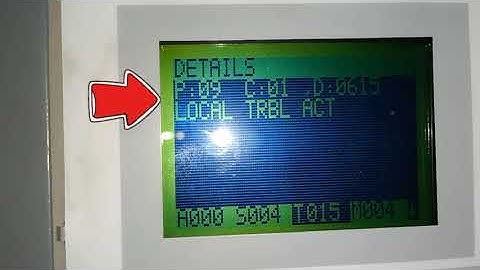 DETAILS
P:09 C:01 .D:0615
LOCAL TRBL ACT
A000 S004 T015 M004